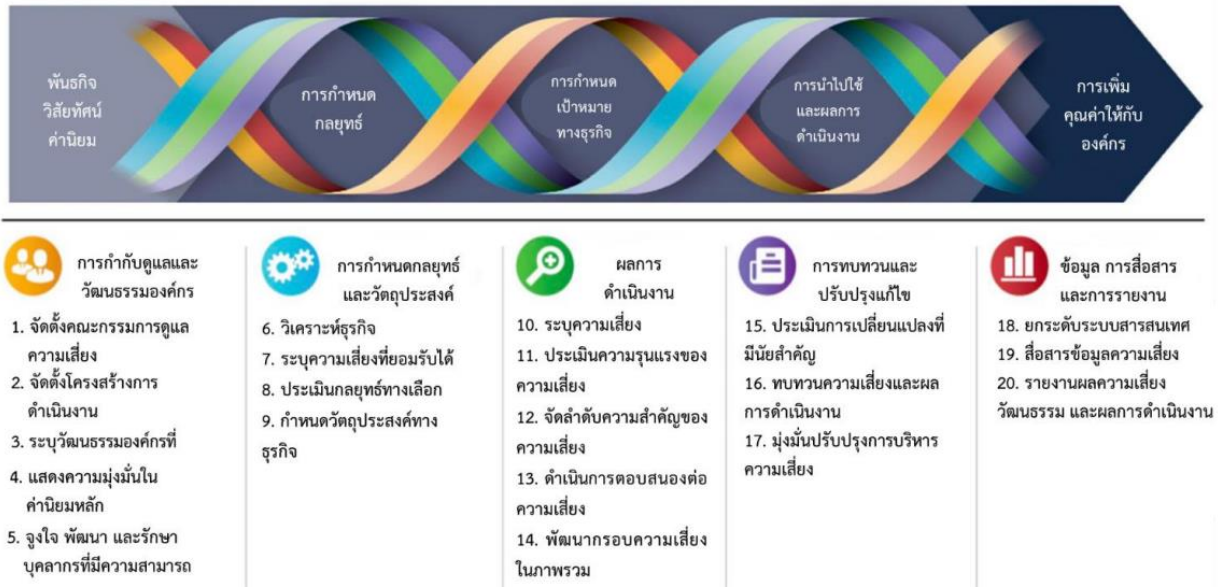 พันธกิจ
วิสัยทัศน์
ค่านิยม
การกำหนด
กลยุทธ์
การกำหนด
เป้าหมาย
ทางธุรกิจ
การนำไปใช้
และผลการ
ดำเนินงาน
การเพิ่ม
คุณค่าให้กับ
องค์กร
การกำกับดูแลและ
วัฒนธรรมองค์กร
1. จัดตั้งคณะกรรมการดูแล
ความเสี่ยง
2. จัดตั้งโครงสร้างการ
ดำเนินงาน
3. ระบุวัฒนธรรมองค์กรที่
4. แสดงความมุ่งมั่นใน
ค่านิยมหลัก
5. จูงใจ พัฒนา และรักษา
บุคลากรที่มีความสามารถ
การกำหนดกลยุทธ์
และวัตถุประสงค์
6. วิเคราะห์ธุรกิจ
7. ระบุความเสี่ยงที่ยอมรับได้
8. ประเมินกลยุทธ์ทางเลือก
9. กำหนดวัตถุประสงค์ทาง
ธุรกิจ
ผลการ
ดำเนินงาน
10. ระบุความเสี่ยง
11. ประเมินความรุนแรงของ
ความเสี่ยง
12. จัดลำดับความสำคัญของ
ความเสี่ยง
13. ดำเนินการตอบสนองต่อ
ความเสี่ยง
14. พัฒนากรอบความเสี่ยง
ในภาพรวม
การทบทวนและ
ปรับปรุงแก้ไข
15. ประเมินการเปลี่ยนแปลงที่
มีนัยสำคัญ
16. ทบทวนความเสี่ยงและผล
การดำเนินงาน
17. มุ่งมั่นปรับปรุงการบริหาร
ความเสี่ยง
ข้อมูล การสื่อสาร
และการรายงาน
18. ยกระดับระบบสารสนเทศ
19. สื่อสารข้อมูลความเสี่ยง
20. รายงานผลความเสี่ยง
วัฒนธรรม และผลการดำเนินงาน